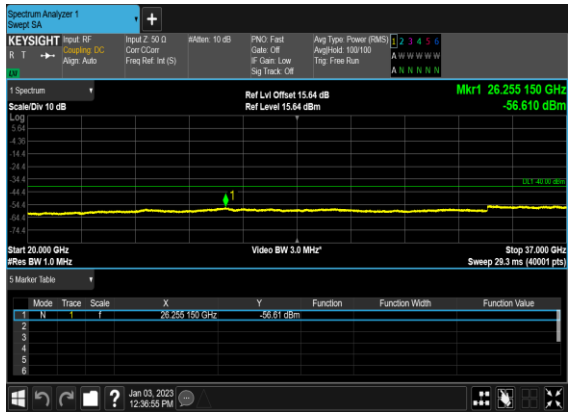 Spectrum Analyzer 1
Swept SA
+
KEYSIGHT Input: RF Input Z: 50 Ω #Atten: 10 dB PNO: Fast Avg Type: Power (RMS) 1 2 3 4 5 6
R T Coupling: DC Corr CCorr Gate: Off Avg|Hold: 100/100 A W W W W W
Align: Auto Freq Ref: Int (S) IF Gain: Low Trig: Free Run
Sig Track: Off A N N N N N
1 Spectrum
Scale/Div 10 dB
Ref Lvl Offset 15.64 dB
Ref Level 15.64 dBm
Mkr1 26.255 150 GHz
-56.610 dBm
Log
5.64
-4.36
-14.4
-24.4
-34.4
DL1 -40.00 dBm
-44.4
1
-54.4
-64.4
-74.4
Start 20.000 GHz Video BW 3.0 MHz* Stop 37.000 GHz
#Res BW 1.0 MHz Sweep 29.3 ms (40001 pts)
5 Marker Table
Mode Trace Scale X Y Function Function Width Function Value
1 N 1 f 26.255 150 GHz -56.61 dBm
2
3
4
5
6
?
Jan 03, 2023
12:36:55 PM